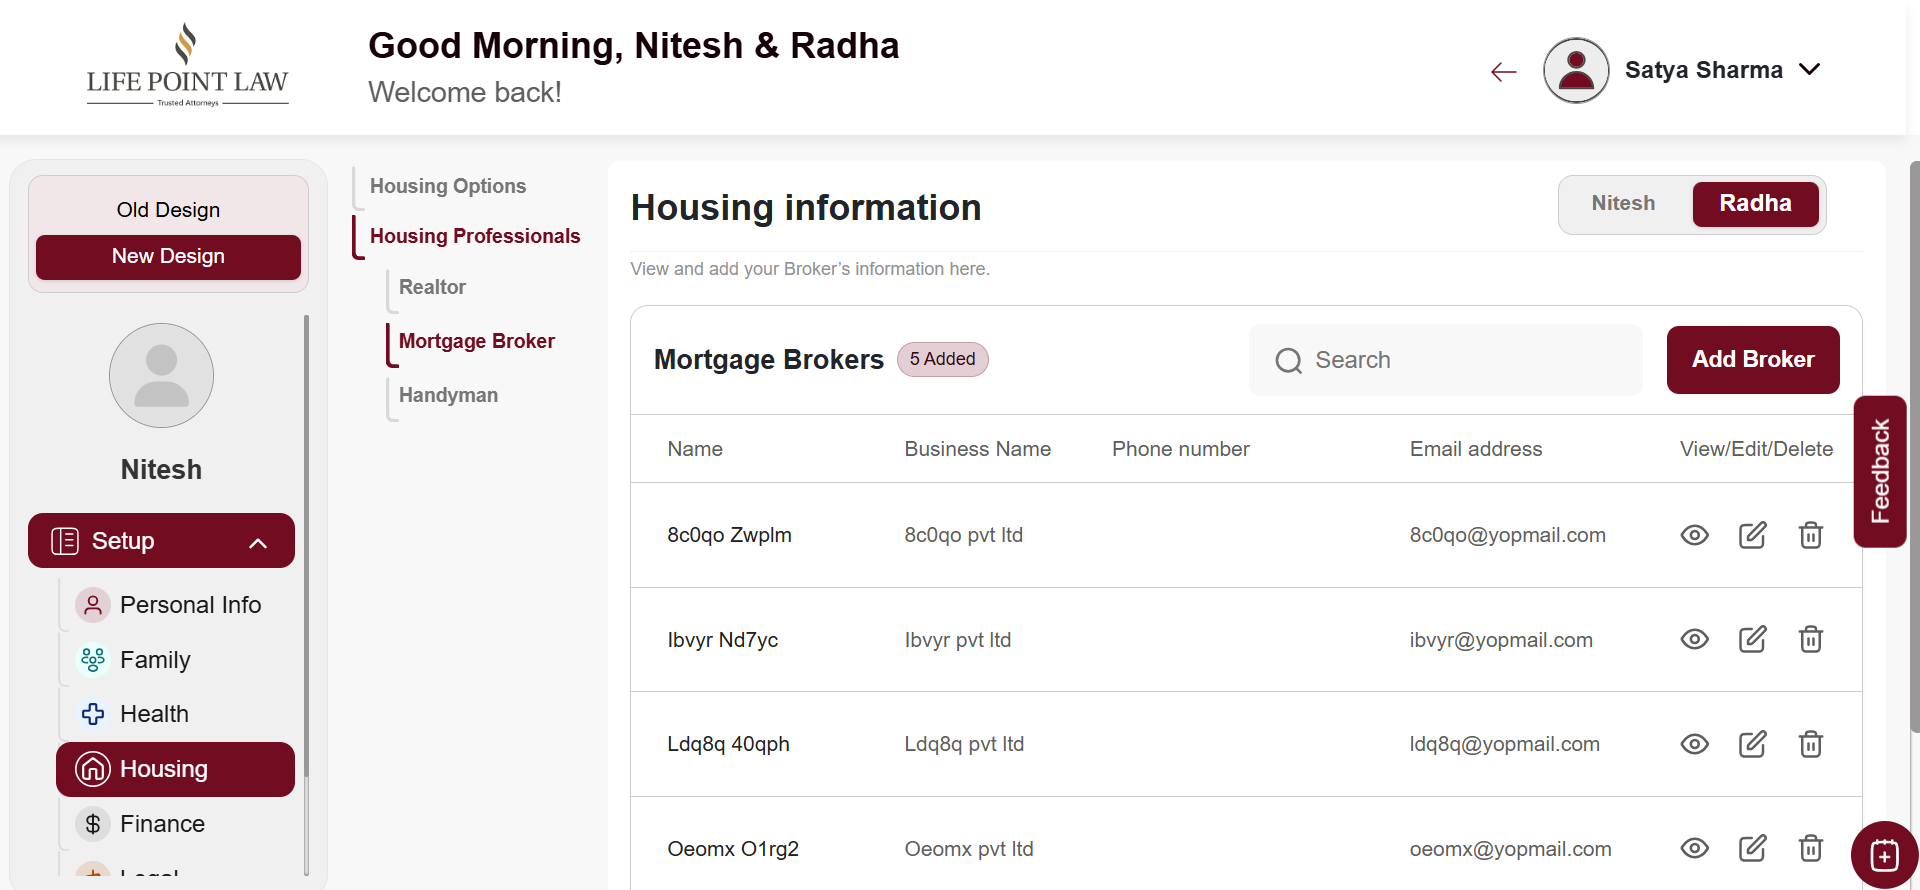 LIFE POINT LAW
Trusted Attorneys
Good Morning, Nitesh & Radha
Welcome back!
Satya Sharma
Old Design
New Design
Nitesh
Setup
Personal Info
Family
Health
Housing
Finance
Housing Options
Housing Professionals
Realtor
Mortgage Broker
Handyman
Housing information
Nitesh
Radha
View and add your Broker's information here.
Mortgage Brokers
5 Added
Search
Add Broker
Name Business Name Phone number Email address View/Edit/Delete
8c0qo Zwplm 8c0qo pvt ltd 8c0qo@yopmail.com
Ibvyr Nd7yc Ibvyr pvt ltd ibvyr@yopmail.com
Ldq8q 40qph Ldq8q pvt ltd ldq8q@yopmail.com
Oeomx O1rg2 Oeomx pvt ltd oeomx@yopmail.com
Feedback